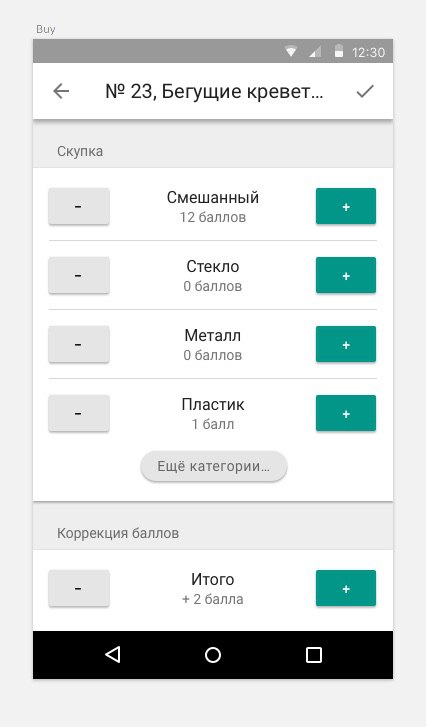 Buy
12:30
№ 23, Бегущие кревет...
Скупка
-
Смешанный
12 баллов
+
-
Стекло
0 баллов
+
-
Металл
0 баллов
+
-
Пластик
1 балл
+
Ещё категории...
Коррекция баллов
-
Итого
+ 2 балла
+